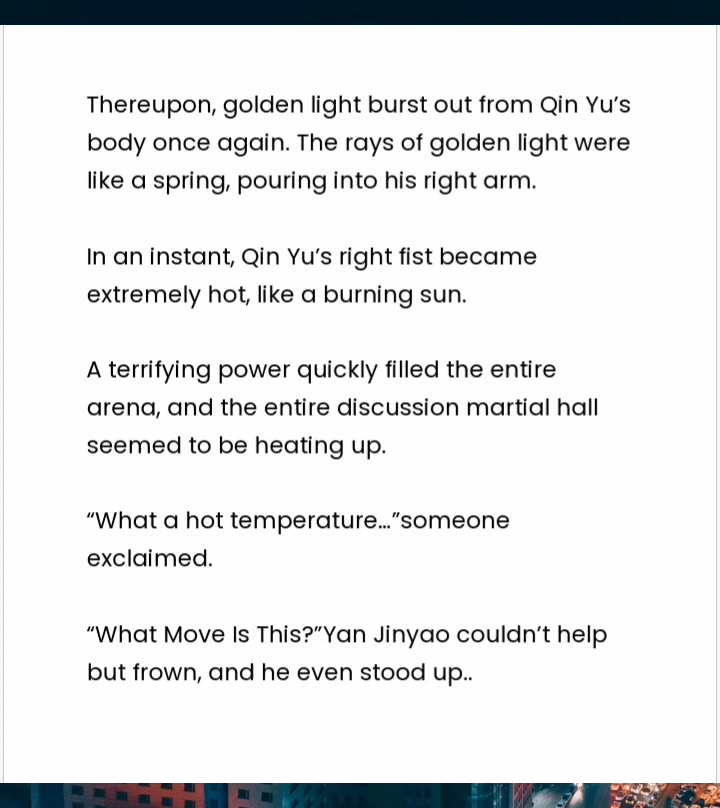 Thereupon, golden light burst out from Qin Yu’s
body once again. The rays of golden light were
like a spring, pouring into his right arm.
In an instant, Qin Yu’s right fist became
extremely hot, like a burning sun.
A terrifying power quickly filled the entire
arena, and the entire discussion martial hall
seemed to be heating up.
“What a hot temperature…”someone
exclaimed.
“What Move Is This?”Yan Jinyao couldn’t help
but frown, and he even stood up..